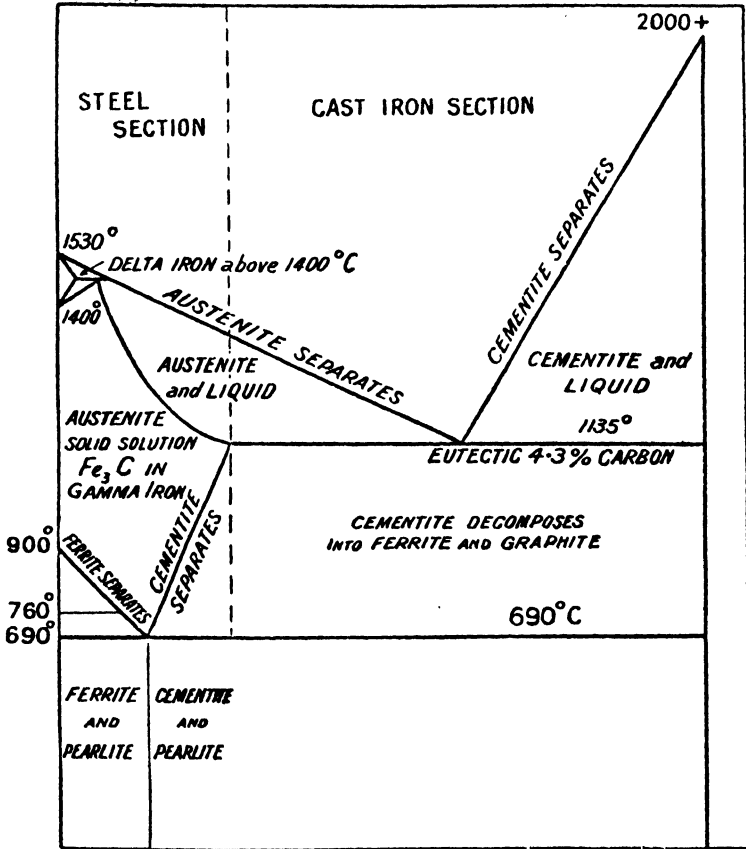 2000+
STEEL
SECTION
CAST IRON SECTION
1530°
DELTA IRON above 1400°C
1400°
AUSTENITE SEPARATES
CEMENTITE SEPARATES
AUSTENITE
and LIQUID
CEMENTITE and
LIQUID
1135°
EUTECTIC 4·3% CARBON
AUSTENITE
SOLID SOLUTION
Fe₃C IN
GAMMA IRON
CEMENTITE
SEPARATES
CEMENTITE DECOMPOSES
INTO FERRITE AND GRAPHITE
900°
FERRITE SEPARATES
760°
690°
690°C
FERRITE
AND
PEARLITE
CEMENTITE
AND
PEARLITE